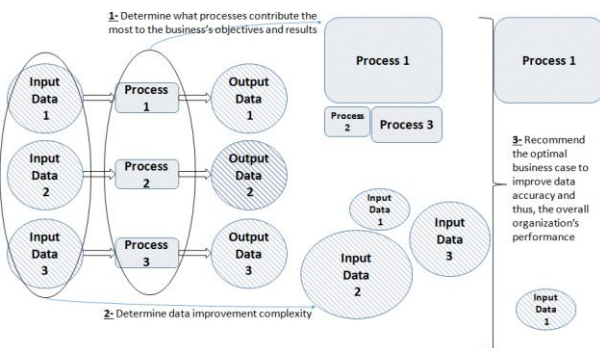 1- Determine what processes contribute the
most to the business's objectives and results
Input
Data
1
Process
1
Output
Data
1
Input
Data
2
Process
2
Output
Data
2
Input
Data
3
Process
3
Output
Data
3
2- Determine data improvement complexity
Process 1
Process
2
Process 3
Input
Data
1
Input
Data
2
Input
Data
3
Process 1
3- Recommend
the optimal
business case to
improve data
accuracy and
thus, the overall
organization's
performance
Input
Data
1